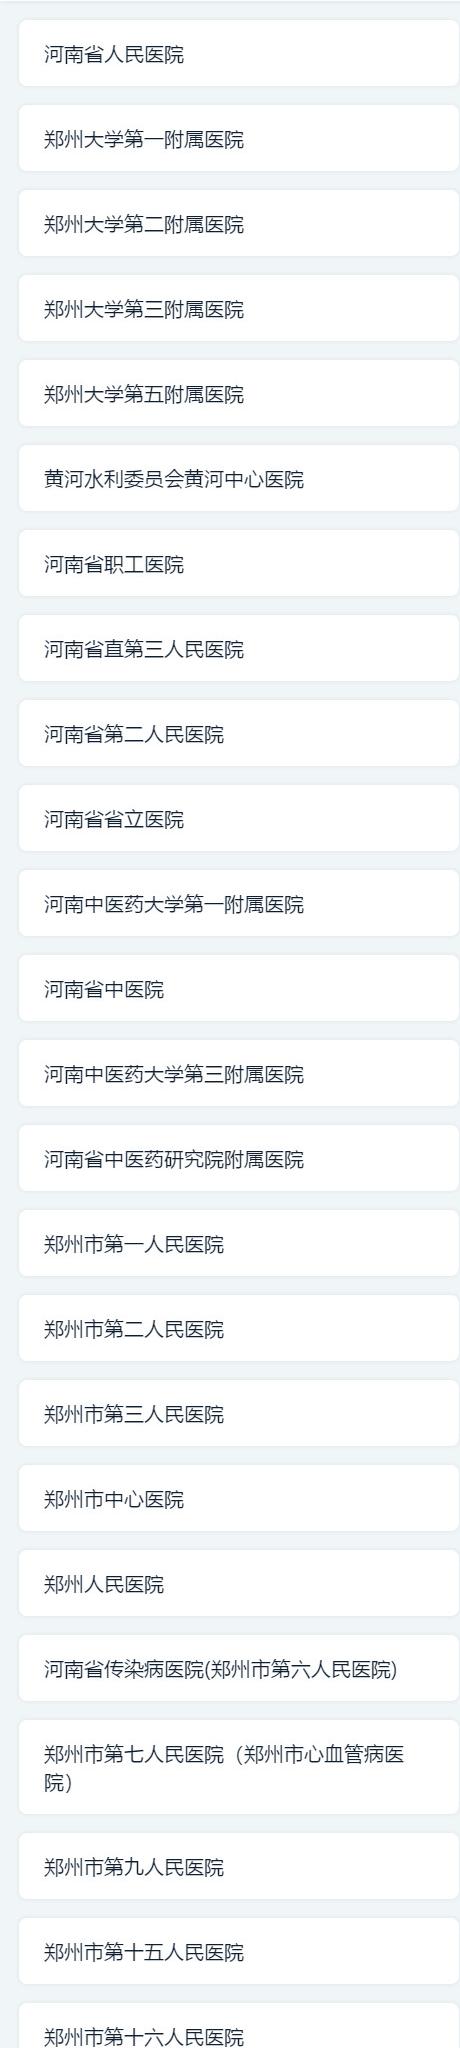 河南省人民医院
郑州大学第一附属医院
郑州大学第二附属医院
郑州大学第三附属医院
郑州大学第五附属医院
黄河水利委员会黄河中心医院
河南省职工医院
河南省直第三人民医院
河南省第二人民医院
河南省省立医院
河南中医药大学第一附属医院
河南省中医院
河南中医药大学第三附属医院
河南省中医药研究院附属医院
郑州市第一人民医院
郑州市第二人民医院
郑州市第三人民医院
郑州市中心医院
郑州人民医院
河南省传染病医院(郑州市第六人民医院)
郑州市第七人民医院（郑州市心血管病医
院）
郑州市第九人民医院
郑州市第十五人民医院
郑州市第十六人民医院